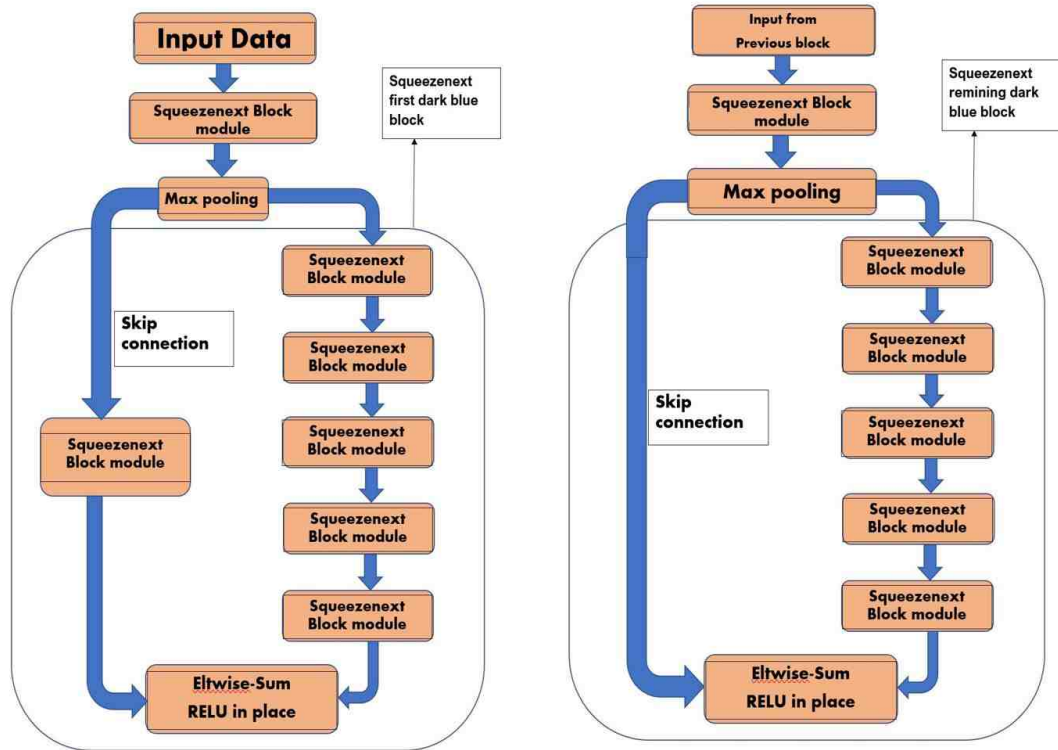 Input Data
Squeezenext Block
module
Max pooling
Squeezenext
first dark blue
block
Skip
connection
Squeezenext
Block module
Squeezenext
Block module
Squeezenext
Block module
Squeezenext
Block module
Squeezenext
Block module
Squeezenext
Block module
Eltwise-Sum
RELU in place
Input from
Previous block
Squeezenext Block
module
Max pooling
Squeezenext
remining dark
blue block
Skip
connection
Squeezenext
Block module
Squeezenext
Block module
Squeezenext
Block module
Squeezenext
Block module
Squeezenext
Block module
Eltwise-Sum
RELU in place